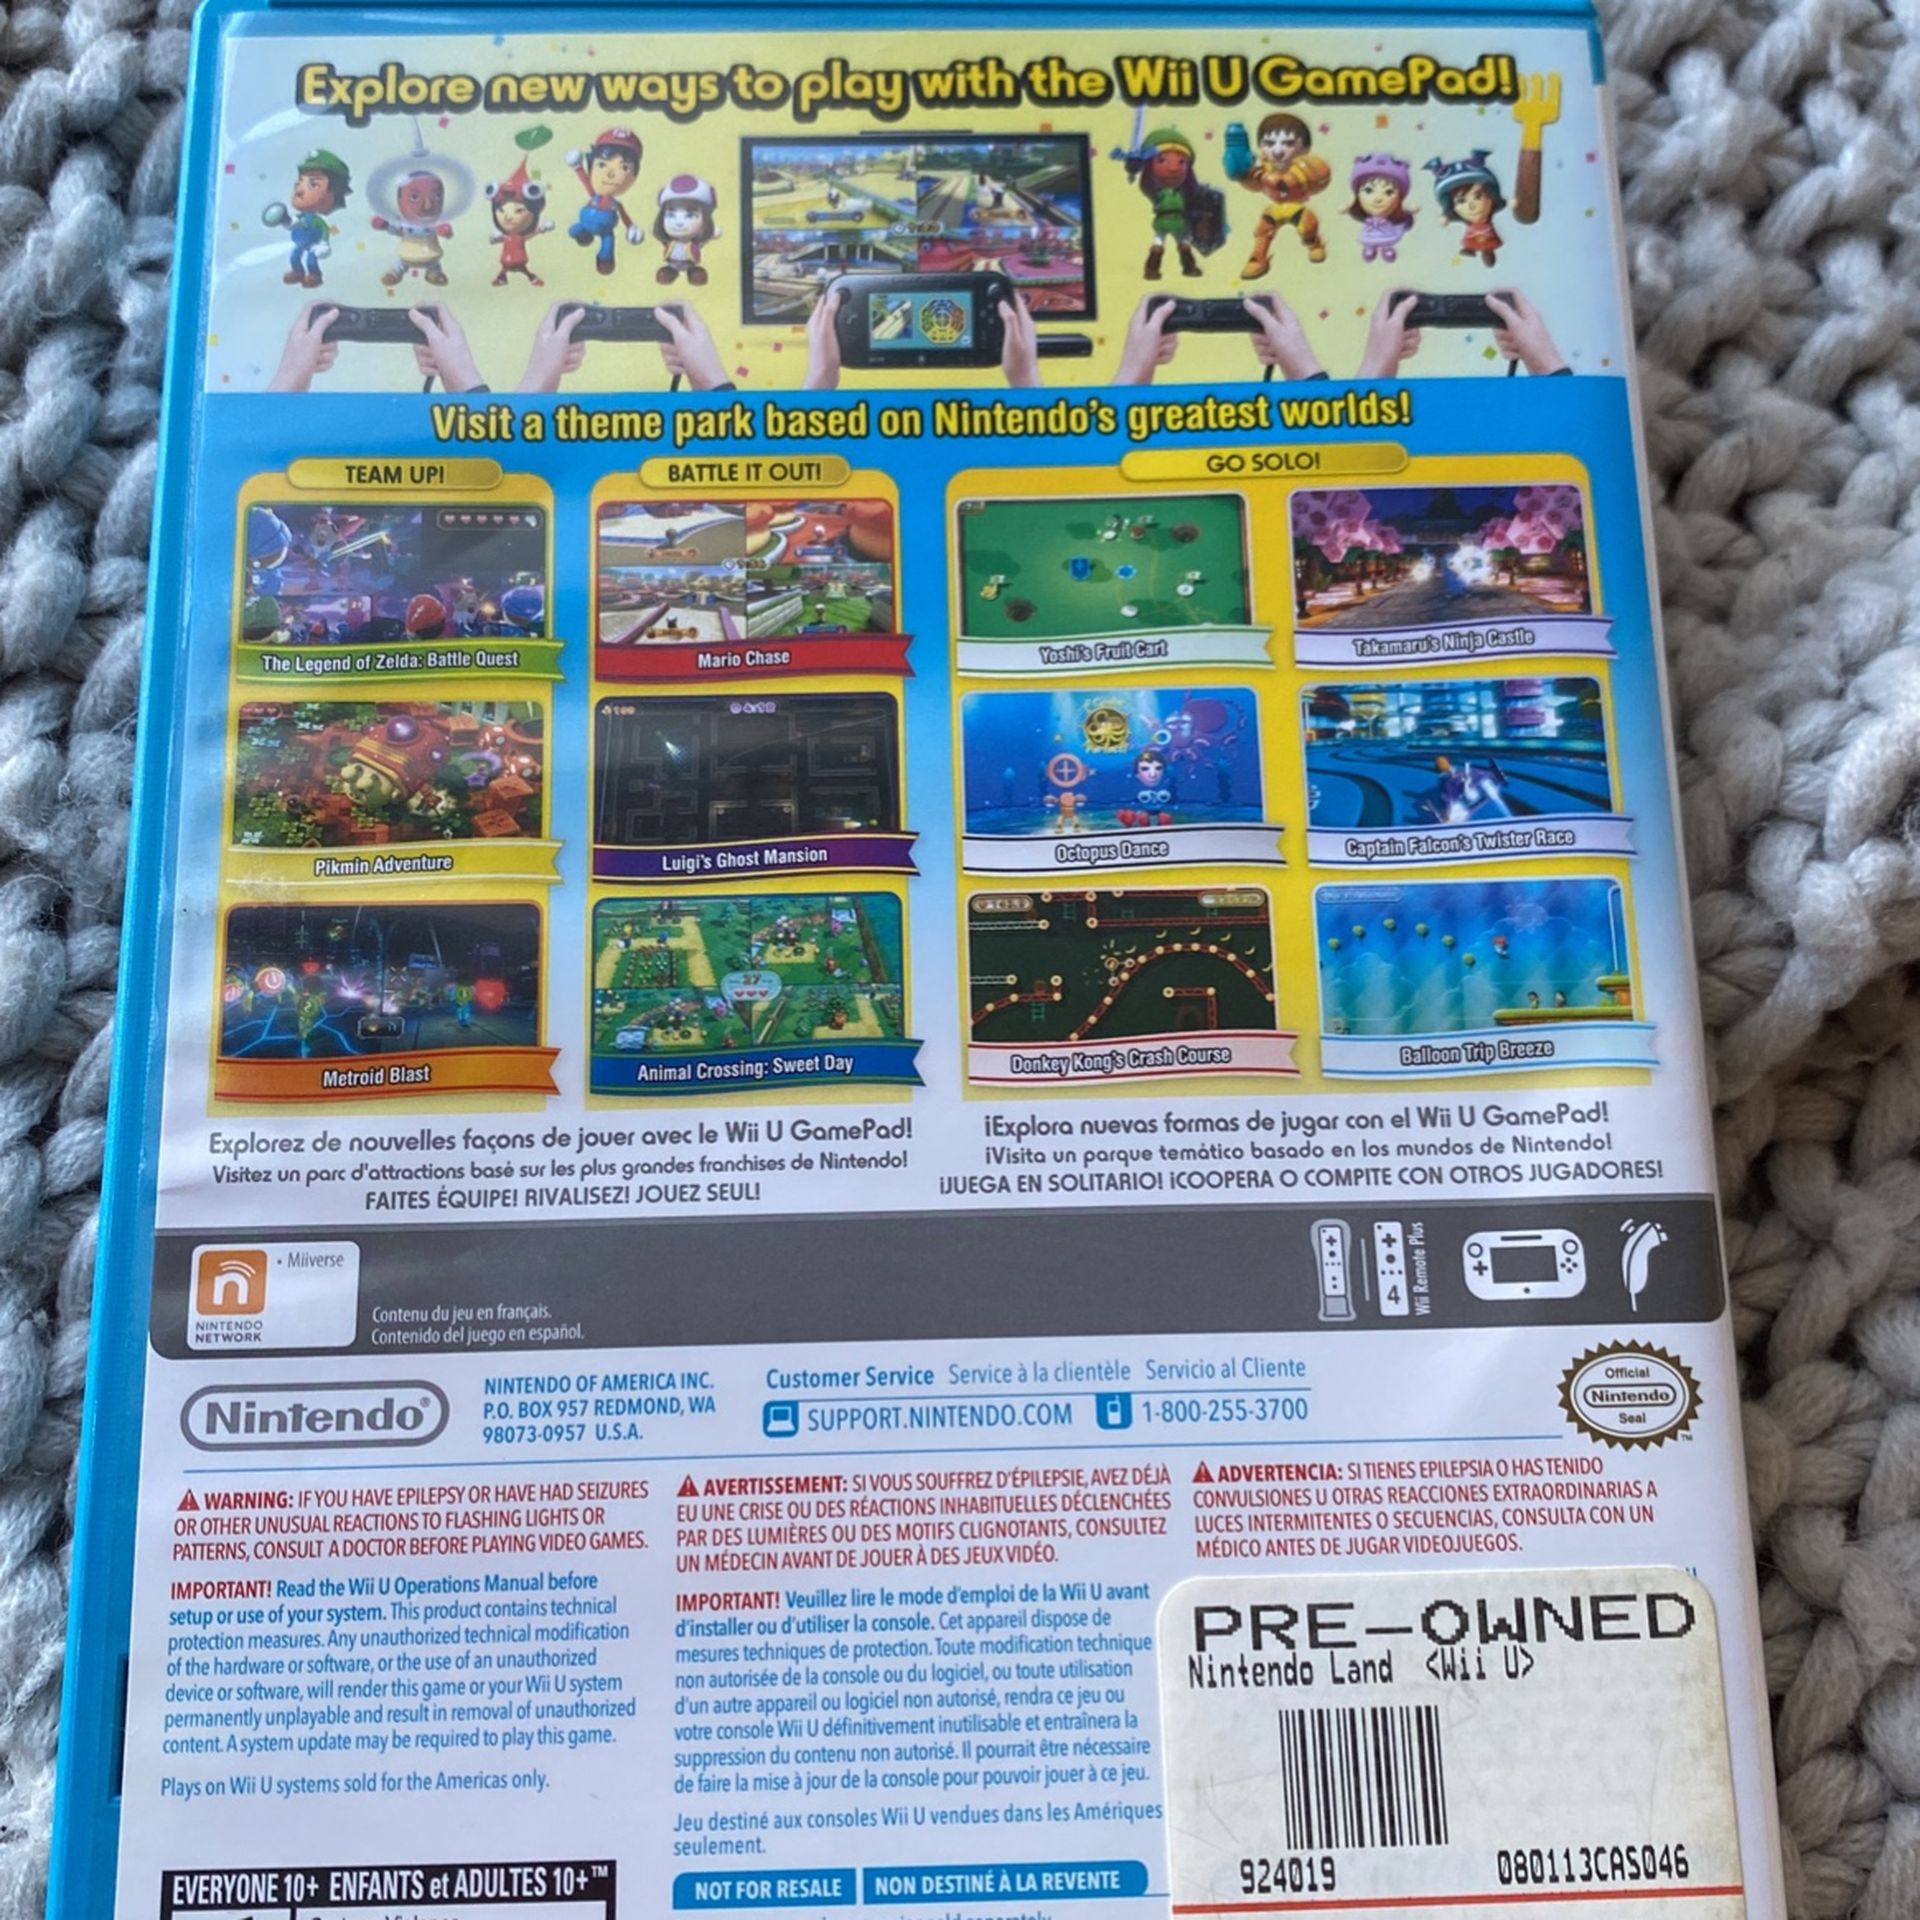 Explore new ways to play with the Wii U GamePad!
Visit a theme park based on Nintendo's greatest worlds!
TEAM UP!
The Legend of Zelda: Battle Quest
Pikmin Adventure
Metroid Blast
BATTLE IT OUT!
Mario Chase
Luigi's Ghost Mansion
Animal Crossing: Sweet Day
GO SOLO!
Yoshi's Fruit Cart
Takamaru's Ninja Castle
Octopus Dance
Captain Falcon's Twister Race
Donkey Kong's Crash Course
Balloon Trip Breeze
Explorez de nouvelles façons de jouer avec le Wii U GamePad!
Visitez un parc d'attractions basé sur les plus grandes franchises de Nintendo!
FAITES ÉQUIPE! RIVALISEZ! JOUEZ SEUL!
¡Explora nuevas formas de jugar con el Wii U GamePad!
¡Visita un parque temático basado en los mundos de Nintendo!
¡JUEGA EN SOLITARIO! ¡COOPERA O COMPITE CON OTROS JUGADORES!
• Miiverse
NINTENDO
NETWORK
Contenu du jeu en français.
Contenido del juego en español.
4
Wii Remote Plus
Nintendo®
NINTENDO OF AMERICA INC.
P.O. BOX 957 REDMOND, WA
98073-0957 U.S.A.
Customer Service Service à la clientèle Servicio al Cliente
SUPPORT.NINTENDO.COM 1-800-255-3700
Official
Nintendo
Seal
TM
WARNING: IF YOU HAVE EPILEPSY OR HAVE HAD SEIZURES
OR OTHER UNUSUAL REACTIONS TO FLASHING LIGHTS OR
PATTERNS, CONSULT A DOCTOR BEFORE PLAYING VIDEO GAMES.
AVERTISSEMENT: SI VOUS SOUFFREZ D'ÉPILEPSIE, AVEZ DÉJÀ
EU UNE CRISE OU DES RÉACTIONS INHABITUELLES DÉCLENCHÉES
PAR DES LUMIÈRES OU DES MOTIFS CLIGNOTANTS, CONSULTEZ
UN MÉDECIN AVANT DE JOUER À DES JEUX VIDÉO.
ADVERTENCIA: SI TIENES EPILEPSIA O HAS TENIDO
CONVULSIONES U OTRAS REACCIONES EXTRAORDINARIAS A
LUCES INTERMITENTES O SECUENCIAS, CONSULTA CON UN
MÉDICO ANTES DE JUGAR VIDEOJUEGOS.
IMPORTANT! Read the Wii U Operations Manual before
setup or use of your system. This product contains technical
protection measures. Any unauthorized technical modification
of the hardware or software, or the use of an unauthorized
device or software, will render this game or your Wii U system
permanently unplayable and result in removal of unauthorized
content. A system update may be required to play this game.
Plays on Wii U systems sold for the Americas only.
IMPORTANT! Veuillez lire le mode d'emploi de la Wii U avant
d'installer ou d'utiliser la console. Cet appareil dispose de
mesures techniques de protection. Toute modification technique
non autorisée de la console ou du logiciel, ou toute utilisation
d'un autre appareil ou logiciel non autorisé, rendra ce jeu ou
votre console Wii U définitivement inutilisable et entraînera la
suppression du contenu non autorisé. Il pourrait être nécessaire
de faire la mise à jour de la console pour pouvoir jouer à ce jeu.
Jeu destiné aux consoles Wii U vendues dans les Amériques
seulement.
PRE-OWNED
Nintendo Land <Wii U>
924019 080113CAS046
EVERYONE 10+ ENFANTS et ADULTES 10+™
NOT FOR RESALE NON DESTINÉ À LA REVENTE